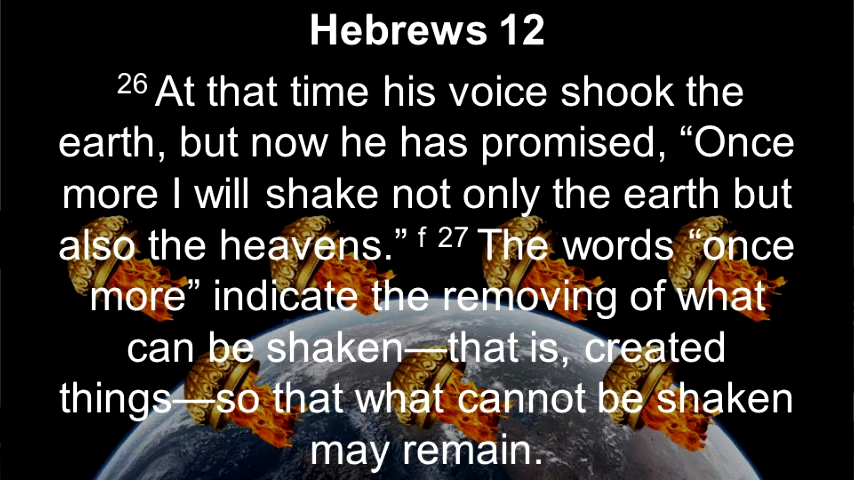 Hebrews 12
26 At that time his voice shook the
earth, but now he has promised, “Once
more I will shake not only the earth but
also the heavens.” f 27 The words “once
more” indicate the removing of what
can be shaken—that is, created
things—so that what cannot be shaken
may remain.